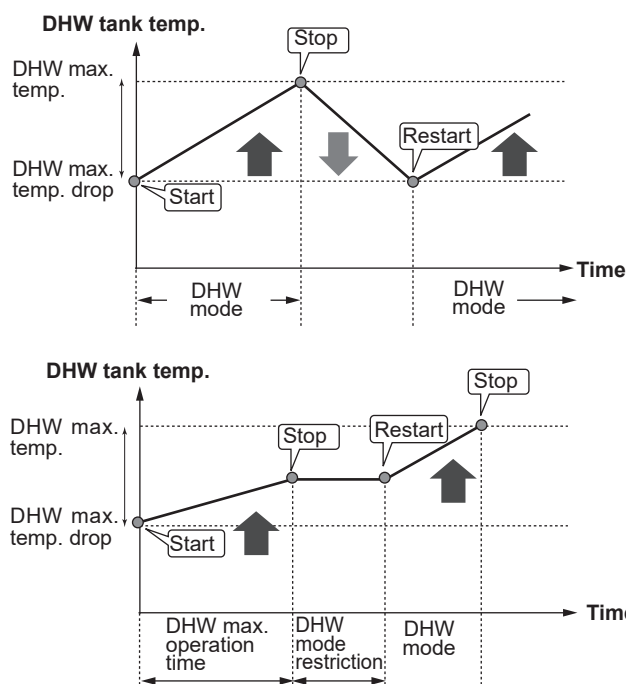 DHW tank temp.
Stop
DHW max.
temp.
Restart
DHW max.
temp. drop
Start
Time
DHW
mode
DHW
mode
DHW tank temp.
Stop
DHW max.
temp.
Stop
Restart
DHW max.
temp. drop
Start
Time
DHW max.
operation
time
DHW
mode
restriction
DHW
mode